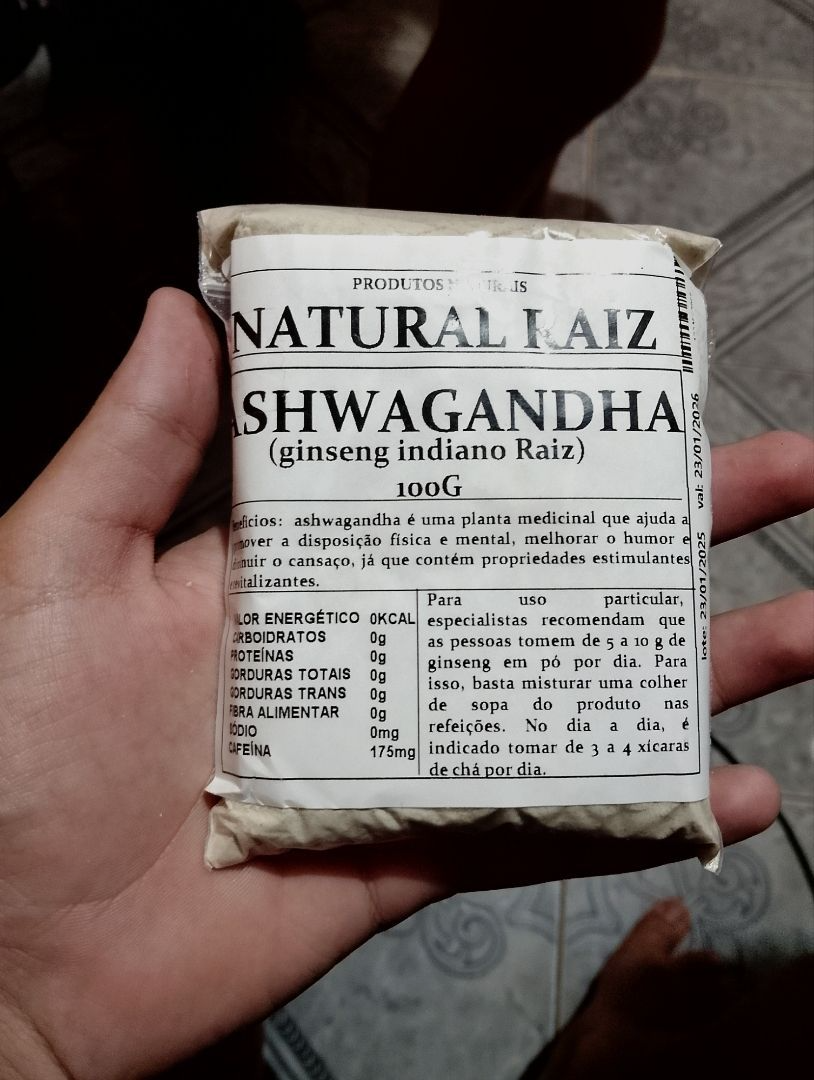 PRODUTOS
NATURAL RAIZ
ASHWAGANDHA
(ginseng indiano Raiz)
100G
ashwagandha é uma planta medicinal que ajuda a
a disposição física e mental, melhorar o humor e
o cansaço, já que contém propriedades estimulantes
VALOR ENERGÉTICO 0KCAL
CARBOIDRATOS 0g
PROTEÍNAS 0g
GORDURAS TOTAIS 0g
GORDURAS TRANS 0g
FIBRA ALIMENTAR 0g
SÓDIO 0mg
CAFEÍNA 175mg
Para uso particular,
especialistas recomendam que
as pessoas tomem de 5 a 10 g de
ginseng em pó por dia. Para
isso, basta misturar uma colher
de sopa do produto nas
refeições. No dia a dia, é
indicado tomar de 3 a 4 xícaras
de chá por dia.
lote: 23/01/2025 val: 23/01/2026